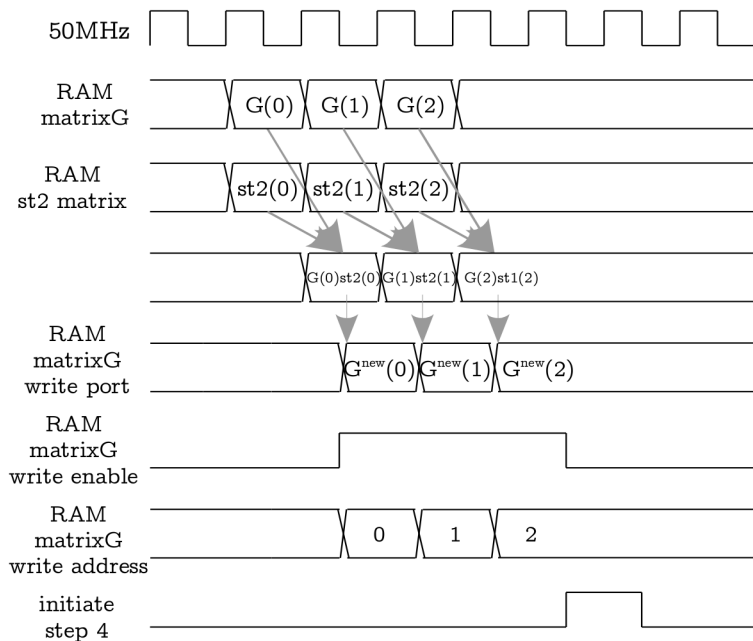 50MHz
RAM
matrixG
G(0) G(1) G(2)
RAM
st2 matrix
st2(0) st2(1) st2(2)
G(0)st2(0) G(1)st2(1) G(2)st1(2)
RAM
matrixG
write port
Gⁿᵉʷ(0) Gⁿᵉʷ(1) Gⁿᵉʷ(2)
RAM
matrixG
write enable
RAM
matrixG
write address
0 1 2
initiate
step 4